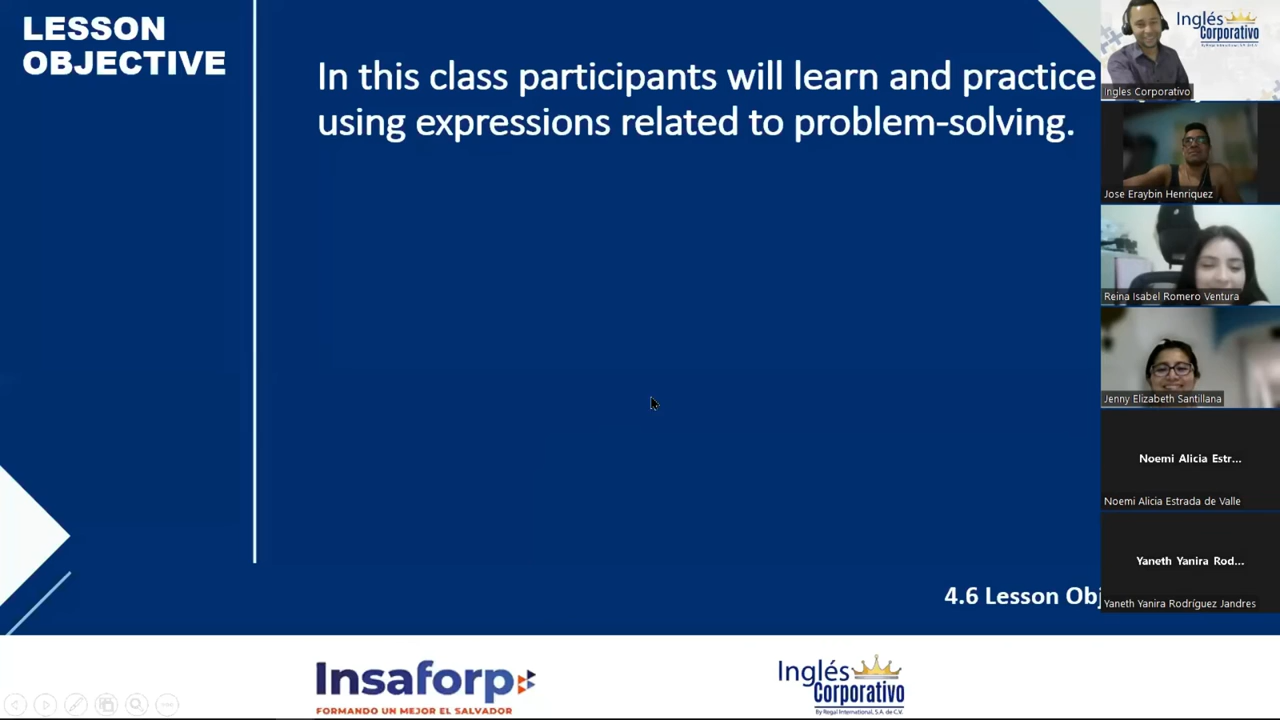 LESSON
OBJECTIVE
In this class participants will learn and practice
using expressions related to problem-solving.
4.6 Lesson Obj
Insaforp
FORMANDO UN MEJOR EL SALVADOR
Inglés
Corporativo
By Regal International, S.A. de C.V.
Inglés
Corporativo
Ingles Corporativo
Jose Eraybin Henriquez
Reina Isabel Romero Ventura
Jenny Elizabeth Santillana
Noemi Alicia Estr...
Noemi Alicia Estrada de Valle
Yaneth Yanira Rod...
Yaneth Yanira Rodríguez Jandres